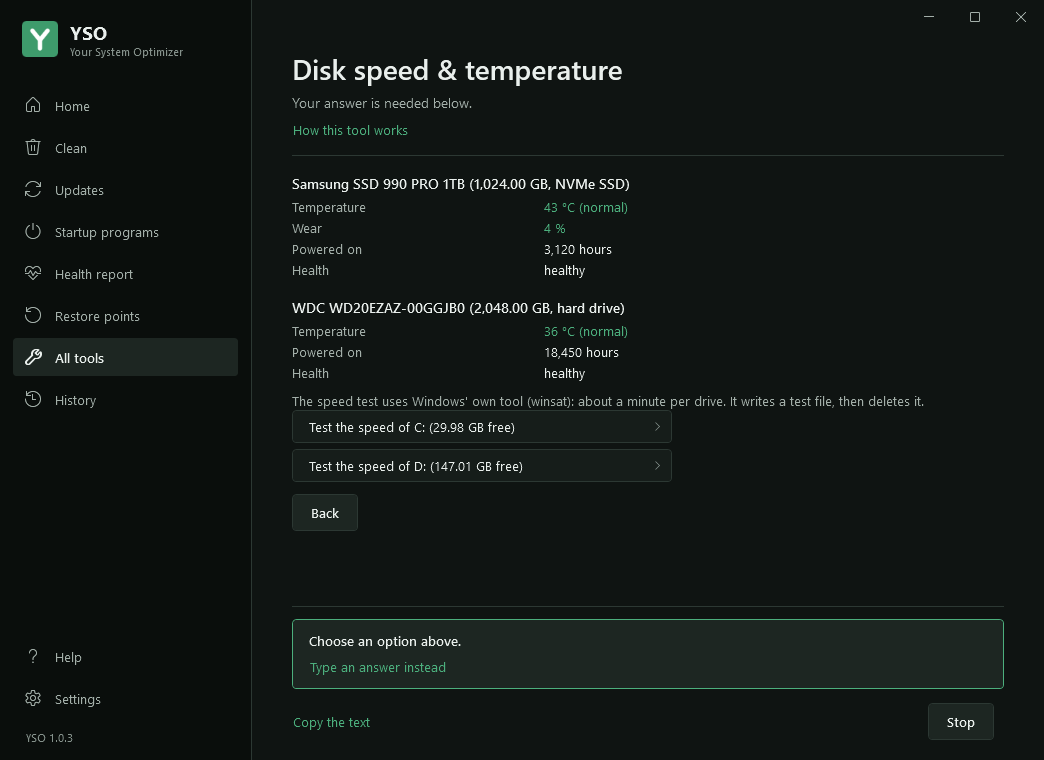 Y
YSO
Your System Optimizer
Home
Clean
Updates
Startup programs
Health report
Restore points
All tools
History
? Help
Settings
YSO 1.0.3
Disk speed & temperature
Your answer is needed below.
How this tool works
Samsung SSD 990 PRO 1TB (1,024.00 GB, NVMe SSD)
Temperature 43 °C (normal)
Wear 4 %
Powered on 3,120 hours
Health healthy
WDC WD20EZAZ-00GGJB0 (2,048.00 GB, hard drive)
Temperature 36 °C (normal)
Powered on 18,450 hours
Health healthy
The speed test uses Windows' own tool (winsat): about a minute per drive. It writes a test file, then deletes it.
Test the speed of C: (29.98 GB free)
Test the speed of D: (147.01 GB free)
Back
Choose an option above.
Type an answer instead
Copy the text
Stop